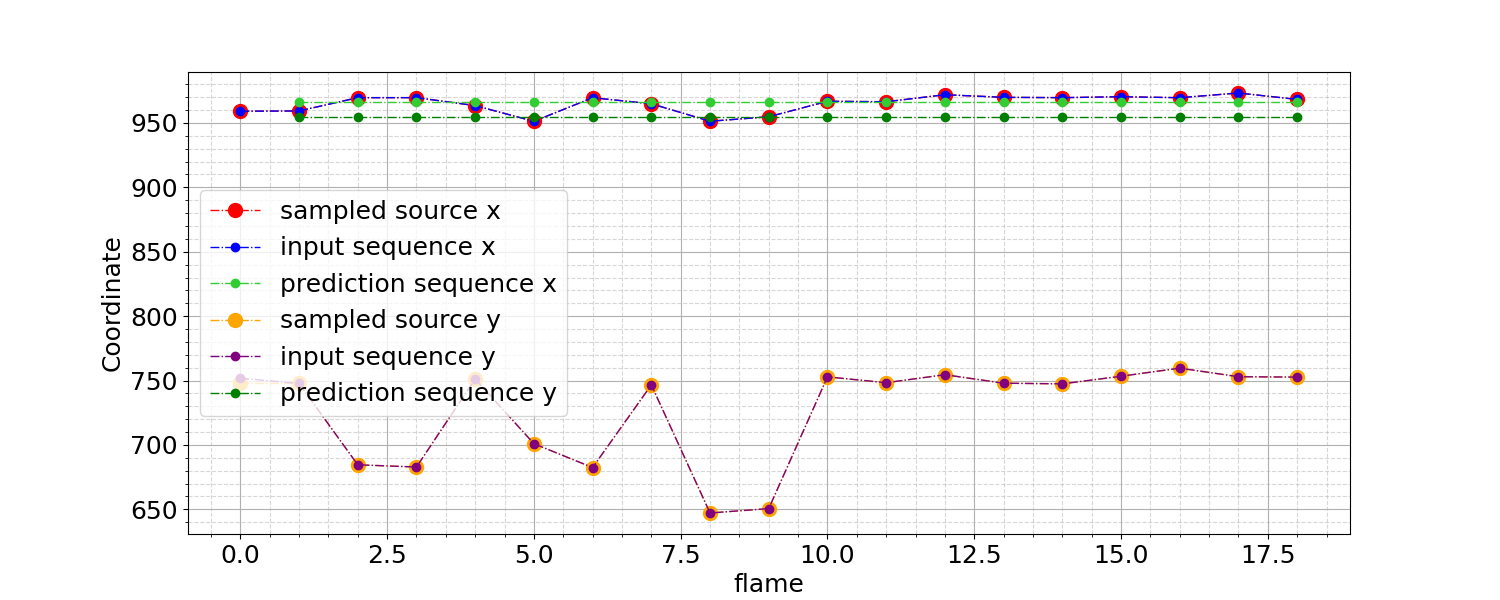 950
900
850
800
750
700
650
Coordinate
sampled source x
input sequence x
prediction sequence x
sampled source y
input sequence y
prediction sequence y
0.0 2.5 5.0 7.5 10.0 12.5 15.0 17.5
flame